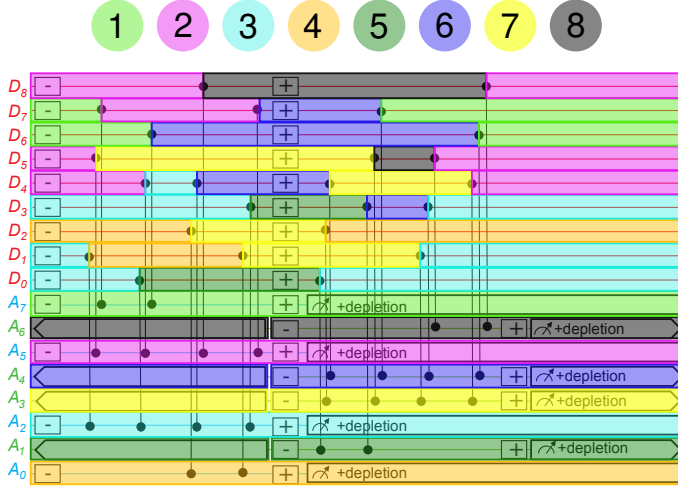 1 2 3 4 5 6 7 8
D8 - +
D7 - +
D6 - +
D5 - +
D4 - +
D3 - +
D2 - +
D1 - +
D0 - +
A7 - + +depletion
A6 - + +depletion
A5 - + +depletion
A4 - + +depletion
A3 - + +depletion
A2 - + +depletion
A1 - + +depletion
A0 - + +depletion